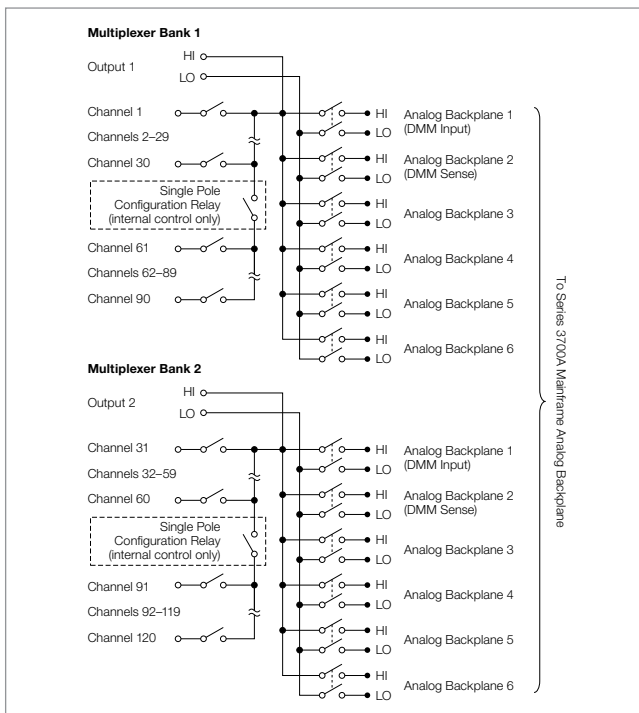 Multiplexer Bank 1
Output 1
HI
LO
Channel 1
Channels 2–29
Channel 30
Single Pole
Configuration Relay
(internal control only)
Channel 61
Channels 62–89
Channel 90
HI
LO
Analog Backplane 1
(DMM Input)
HI
LO
Analog Backplane 2
(DMM Sense)
HI
LO
Analog Backplane 3
HI
LO
Analog Backplane 4
HI
LO
Analog Backplane 5
HI
LO
Analog Backplane 6
Multiplexer Bank 2
Output 2
HI
LO
Channel 31
Channels 32–59
Channel 60
Single Pole
Configuration Relay
(internal control only)
Channel 91
Channels 92–119
Channel 120
HI
LO
Analog Backplane 1
(DMM Input)
HI
LO
Analog Backplane 2
(DMM Sense)
HI
LO
Analog Backplane 3
HI
LO
Analog Backplane 4
HI
LO
Analog Backplane 5
HI
LO
Analog Backplane 6
To Series 3700A Mainframe Analog Backplane